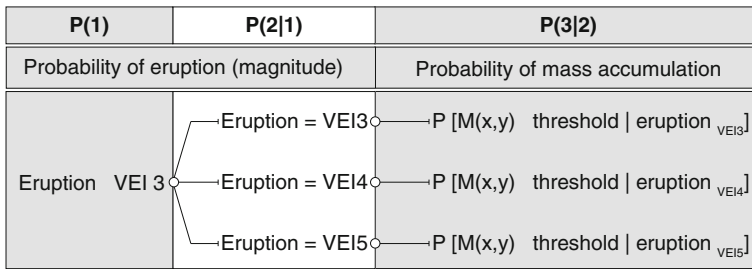 P(1) P(2|1) P(3|2)
Probability of eruption (magnitude) Probability of mass accumulation
Eruption = VEI3 P [M(x,y) threshold | eruption VEI3]
Eruption VEI 3 Eruption = VEI4 P [M(x,y) threshold | eruption VEI4]
Eruption = VEI5 P [M(x,y) threshold | eruption VEI5]